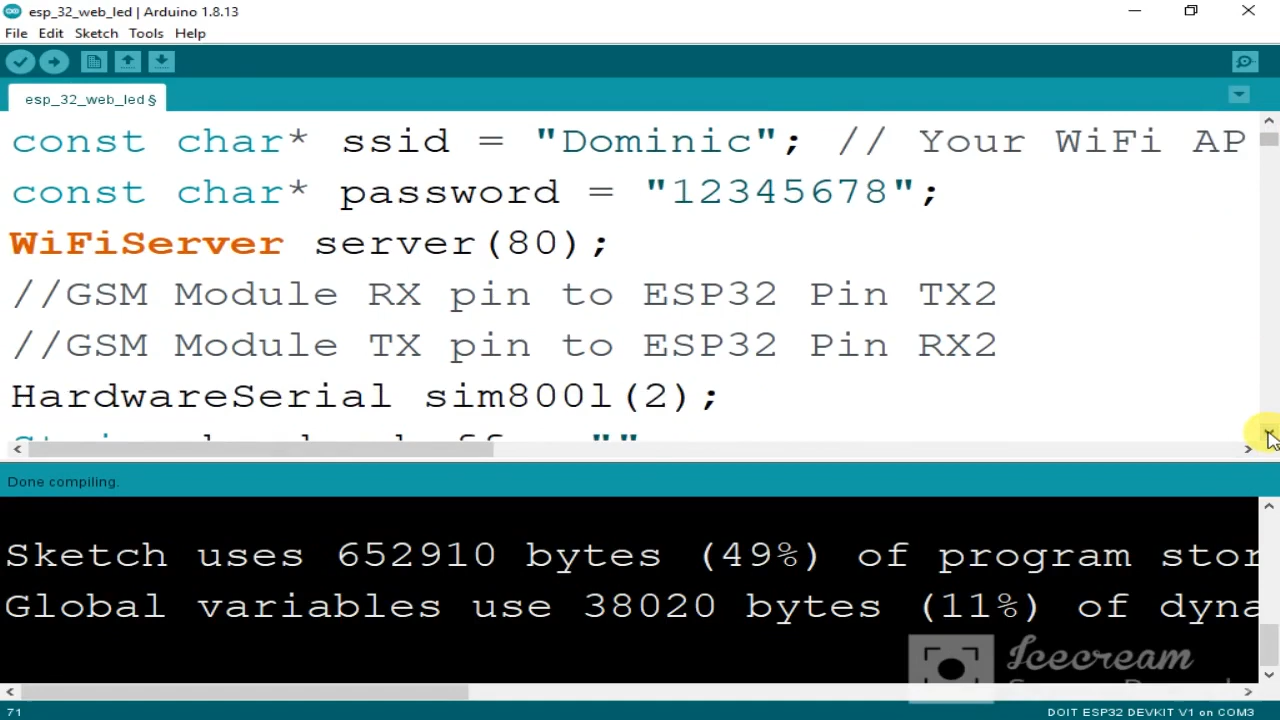 esp_32_web_led | Arduino 1.8.13
File Edit Sketch Tools Help
esp_32_web_led §
const char* ssid = "Dominic"; // Your WiFi AP
const char* password = "12345678";
WiFiServer server(80);
//GSM Module RX pin to ESP32 Pin TX2
//GSM Module TX pin to ESP32 Pin RX2
HardwareSerial sim800l(2);
Done compiling.
Sketch uses 652910 bytes (49%) of program stor
Global variables use 38020 bytes (11%) of dyna
Icecream
71
DOIT ESP32 DEVKIT V1 on COM3